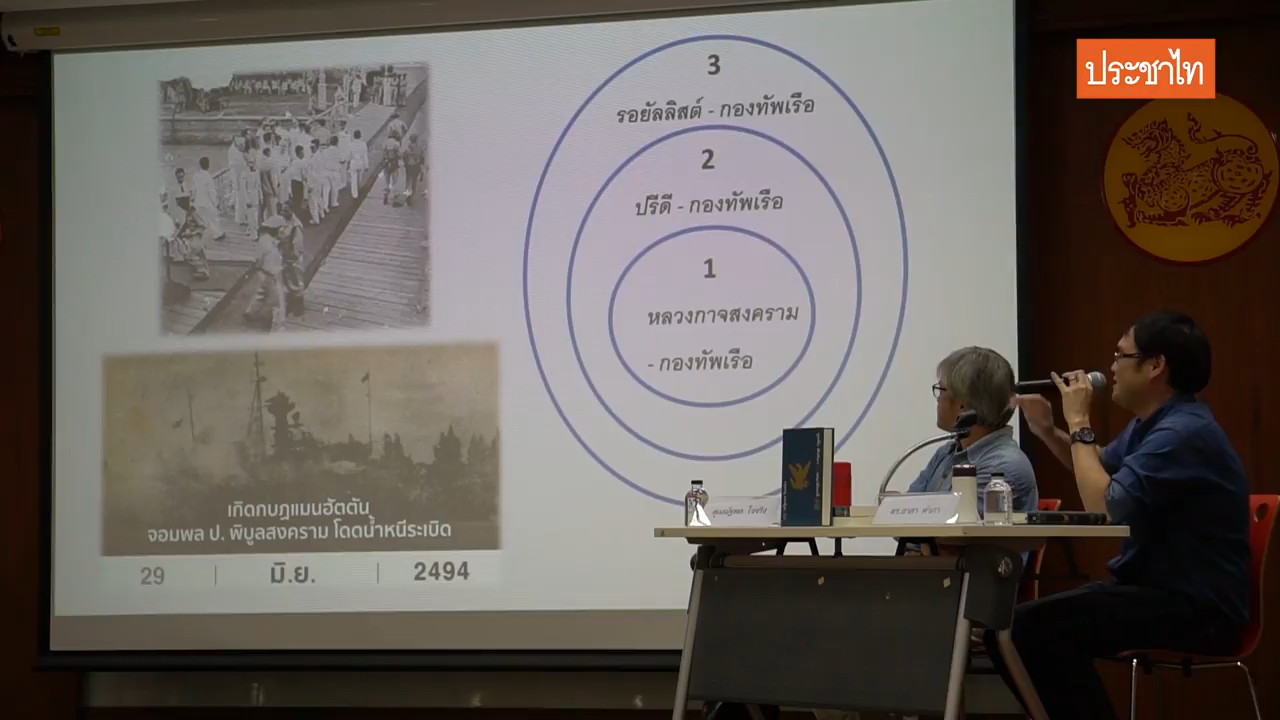 ประชาไท
3
รอยัลลิสต์ - กองทัพเรือ
2
ปรีดี - กองทัพเรือ
1
หลวงกาจสงคราม
- กองทัพเรือ
เกิดกบฏแมนฮัตตัน
จอมพล ป. พิบูลสงคราม โดดน้ำหนีระเบิด
29 | มิ.ย. | 2494